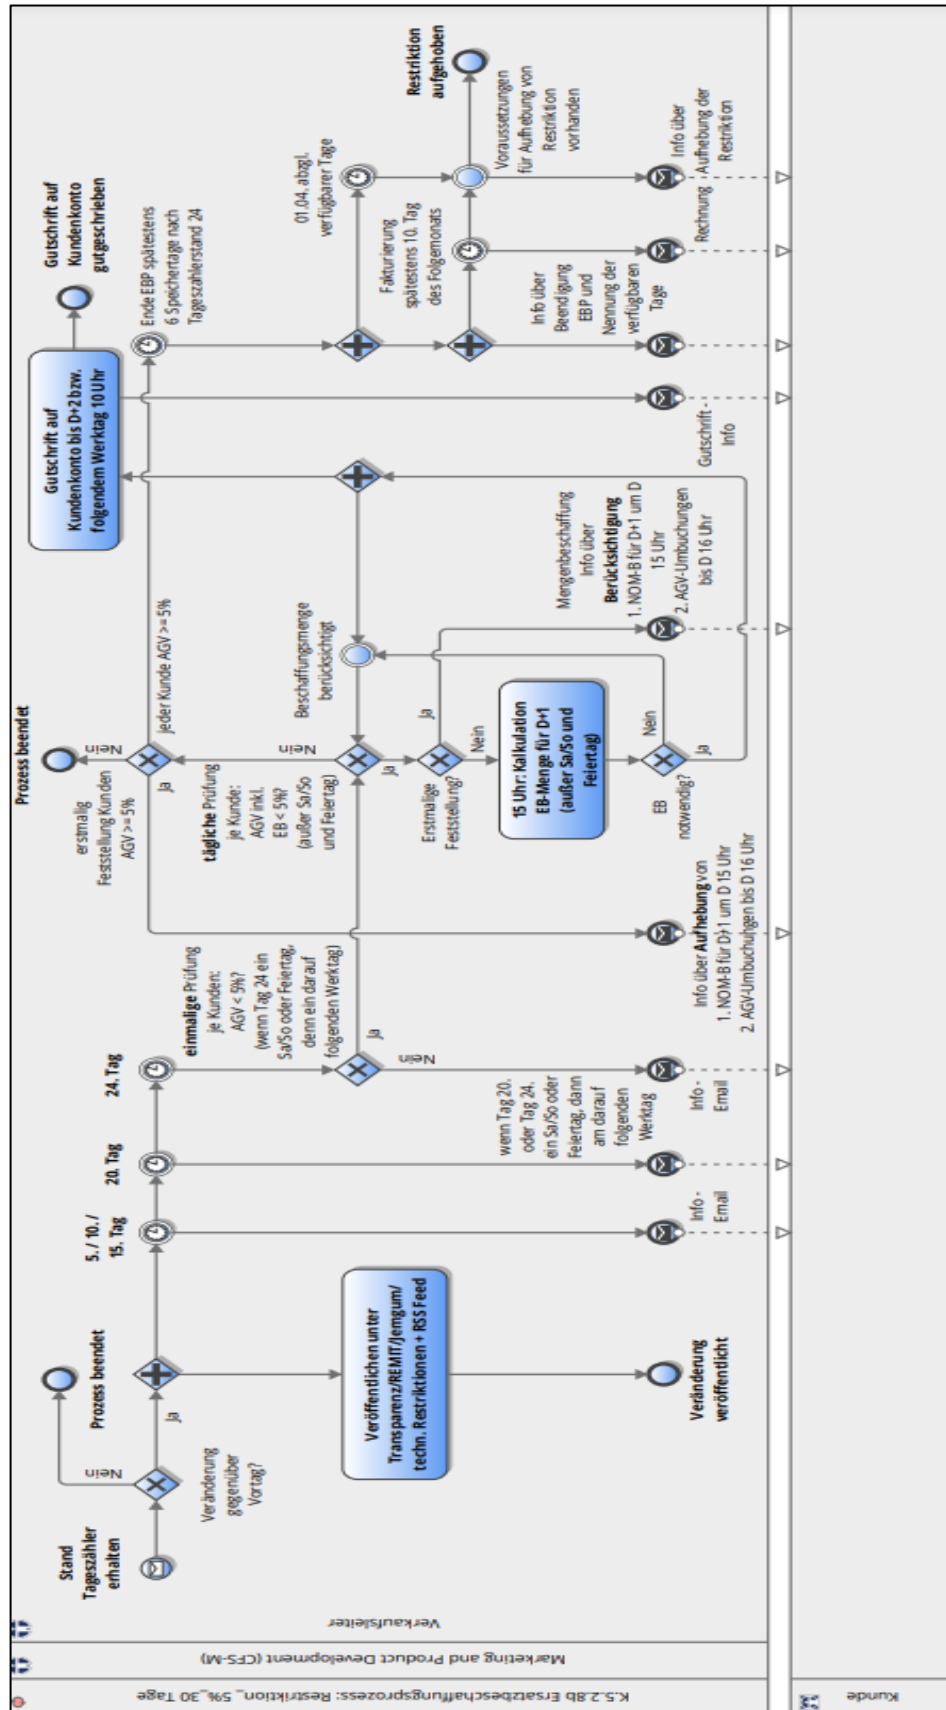 K.5.2.8b Ersatzbeschaffungsprozess: Restriktion_ 5%_30 Tage
Marketing and Product Development (CFS-M)
Verkaufsleiter
Kunde
Stand
Tageszähler
erhalten
Veränderung
gegenüber
Vortag?
Nein
Prozess beendet
Ja
Veröffentlichen unter
Transparenz/REMIT/Jemgum/
techn. Restriktionen + RSS Feed
Veränderung
veröffentlicht
5. / 10. /
15. Tag
Info -
Email
20. Tag
wenn Tag 20.
oder Tag 24.
ein Sa/So oder
Feiertag, dann
am darauf
folgenden
Werktag
24. Tag
einmalige Prüfung
je Kunden:
AGV < 5%?
(wenn Tag 24 ein
Sa/So oder Feiertag,
denn ein darauf
folgenden Werktag)
Nein
Ja
Info -
Email
Info über Aufhebung von
1. NOM-B für D+1 um D 15 Uhr
2. AGV-Umbuchungen bis D 16 Uhr
Prozess beendet
erstmalig
Feststellung Kunden
AGV >= 5%
Nein
Ja
jeder Kunde AGV >= 5%
tägliche Prüfung
je Kunde:
AGV inkl.
EB < 5%?
(außer Sa/So
und Feiertag)
Nein
Ja
Beschaffungsmenge
berücksichtigt
Erstmalige
Feststellung?
Ja
Nein
15 Uhr: Kalkulation
EB-Menge für D+1
(außer Sa/So und
Feiertag)
EB
notwendig?
Nein
Ja
Mengenbeschaffung
Info über
Berücksichtigung
1. NOM-B für D+1 um D
15 Uhr
2. AGV-Umbuchungen
bis D 16 Uhr
Gutschrift auf
Kundenkonto bis D+2 bzw.
folgendem Werktag 10 Uhr
Gutschrift auf
Kundenkonto
gutgeschrieben
Gutschrift -
Info
Ende EBP spätestens
6 Speichertage nach
Tageszählerstand 24
01.04. abzgl.
verfügbarer Tage
Fakturierung
spätestens 10. Tag
des Folgemonats
Info über
Beendigung
EBP und
Nennung der
verfügbaren
Tage
Rechnung
Restriktion
aufgehoben
Voraussetzungen
für Aufhebung von
Restriktion
vorhanden
Info über
Aufhebung der
Restriktion